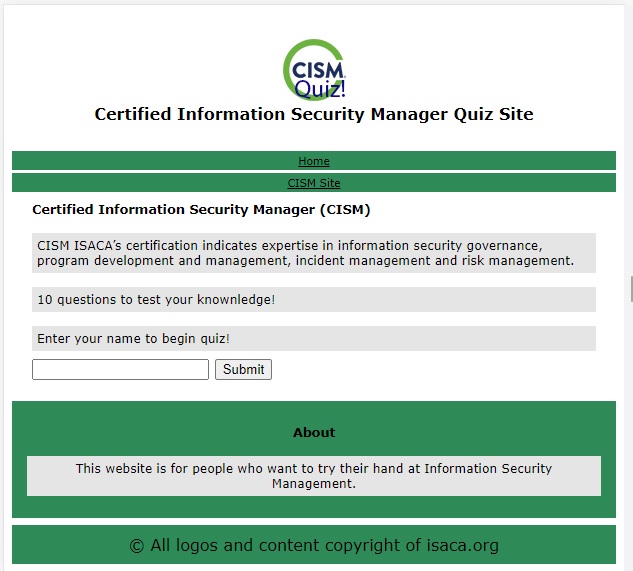 CISM
Quiz!
Certified Information Security Manager Quiz Site
Home
CISM Site
Certified Information Security Manager (CISM)
CISM ISACA’s certification indicates expertise in information security governance,
program development and management, incident management and risk management.
10 questions to test your knownledge!
Enter your name to begin quiz!
Submit
About
This website is for people who want to try their hand at Information Security
Management.
© All logos and content copyright of isaca.org